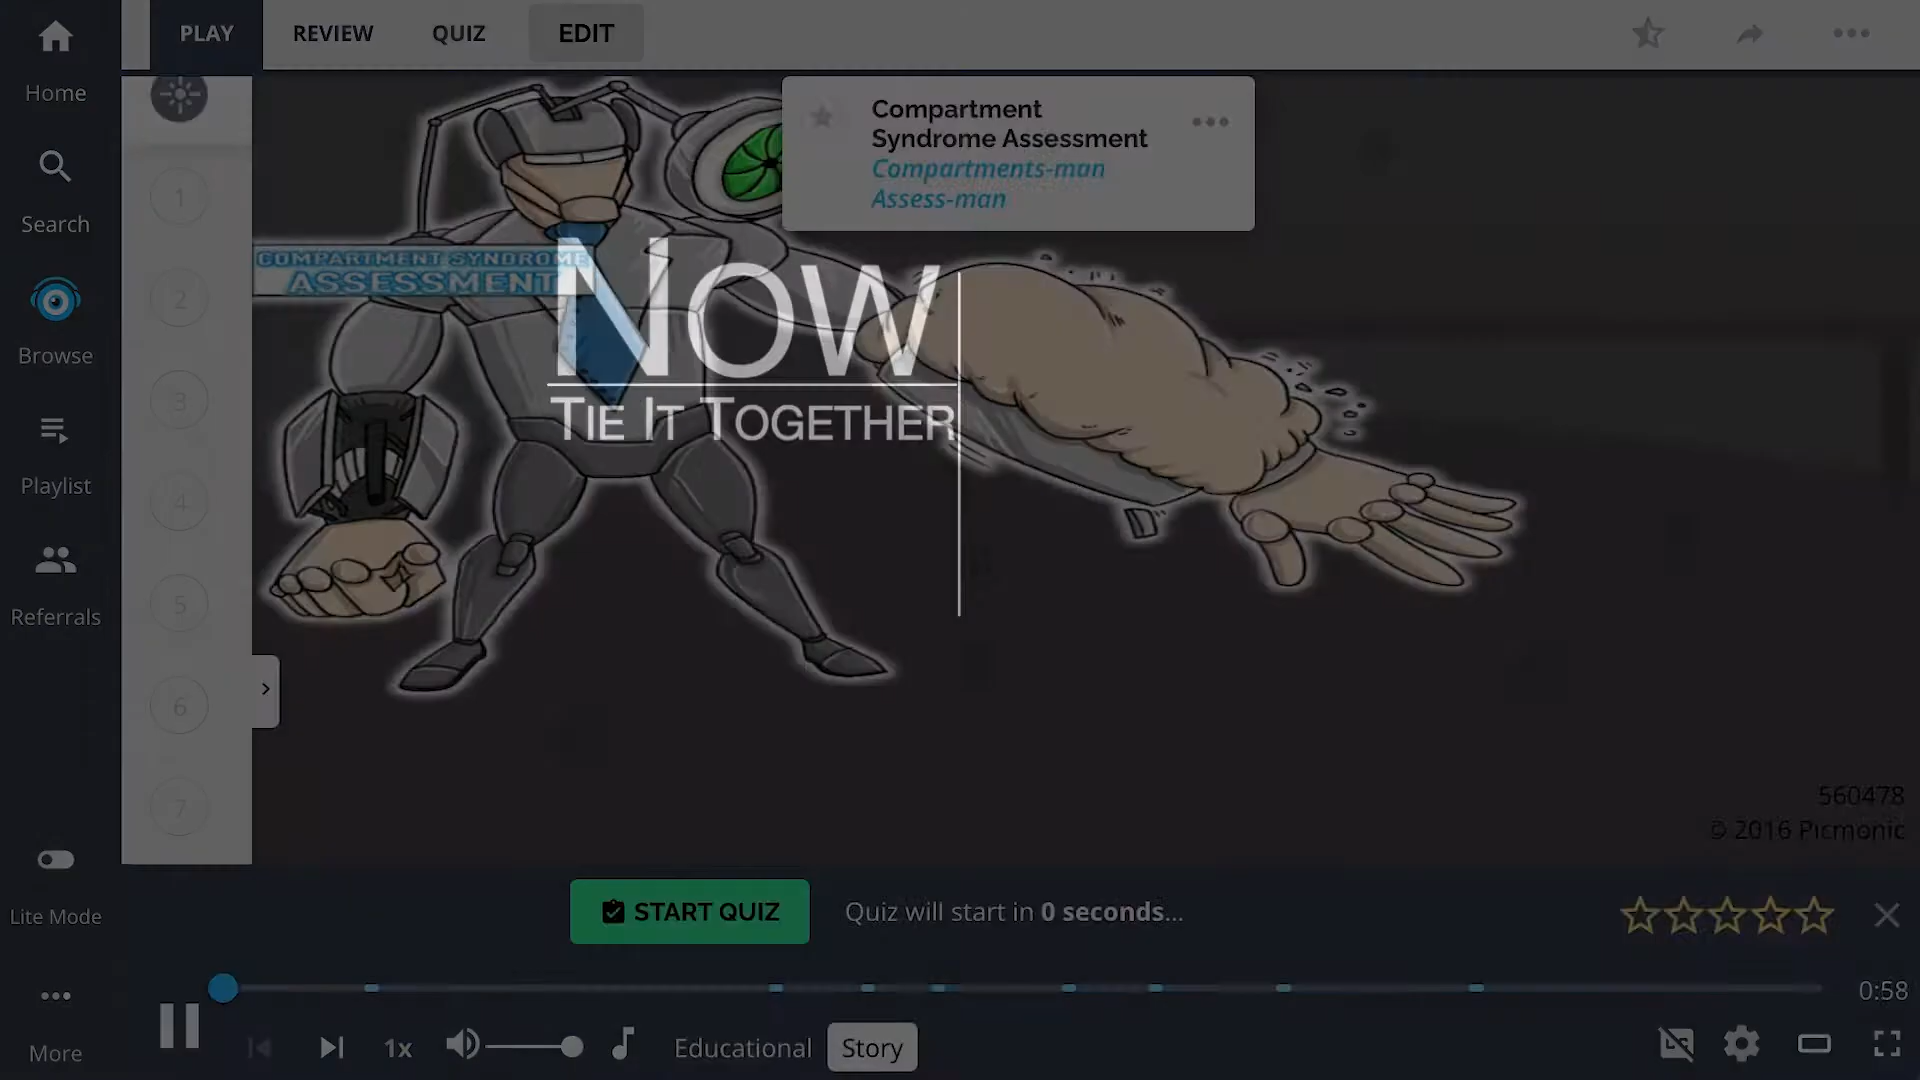 PLAY
REVIEW
QUIZ
EDIT
Home
Search
Browse
Playlist
Referrals
Lite Mode
More
1
2
3
4
5
6
7
Compartment
Syndrome Assessment
Compartments-man
Assess-man
COMPARTMENT SYNDROME
ASSESSMENT
Now
Tie It Together
560478
© 2016 Picmonic
START QUIZ
Quiz will start in 0 seconds...
0:58
1x
Educational
Story